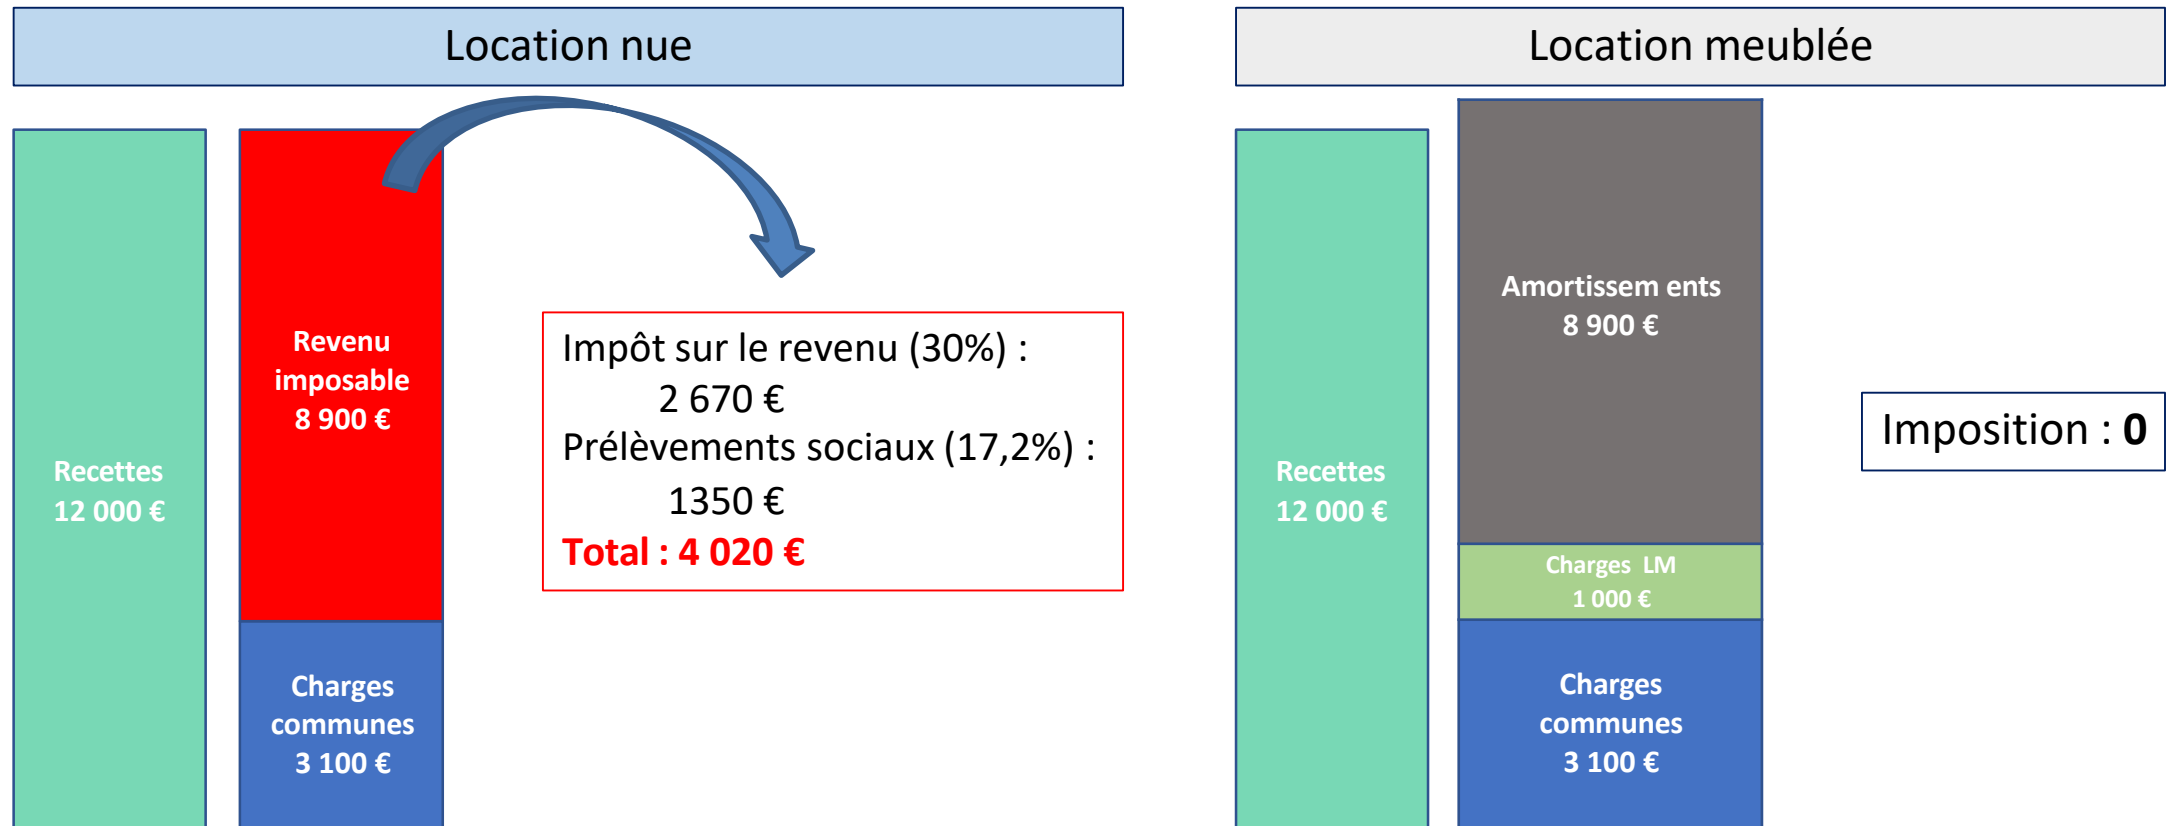 Location nue
Recettes
12 000 €
Revenu
imposable
8 900 €
Charges
communes
3 100 €
Impôt sur le revenu (30%) :
2 670 €
Prélèvements sociaux (17,2%) :
1350 €
Total : 4 020 €
Location meublée
Recettes
12 000 €
Amortissem ents
8 900 €
Charges LM
1 000 €
Charges
communes
3 100 €
Imposition : 0